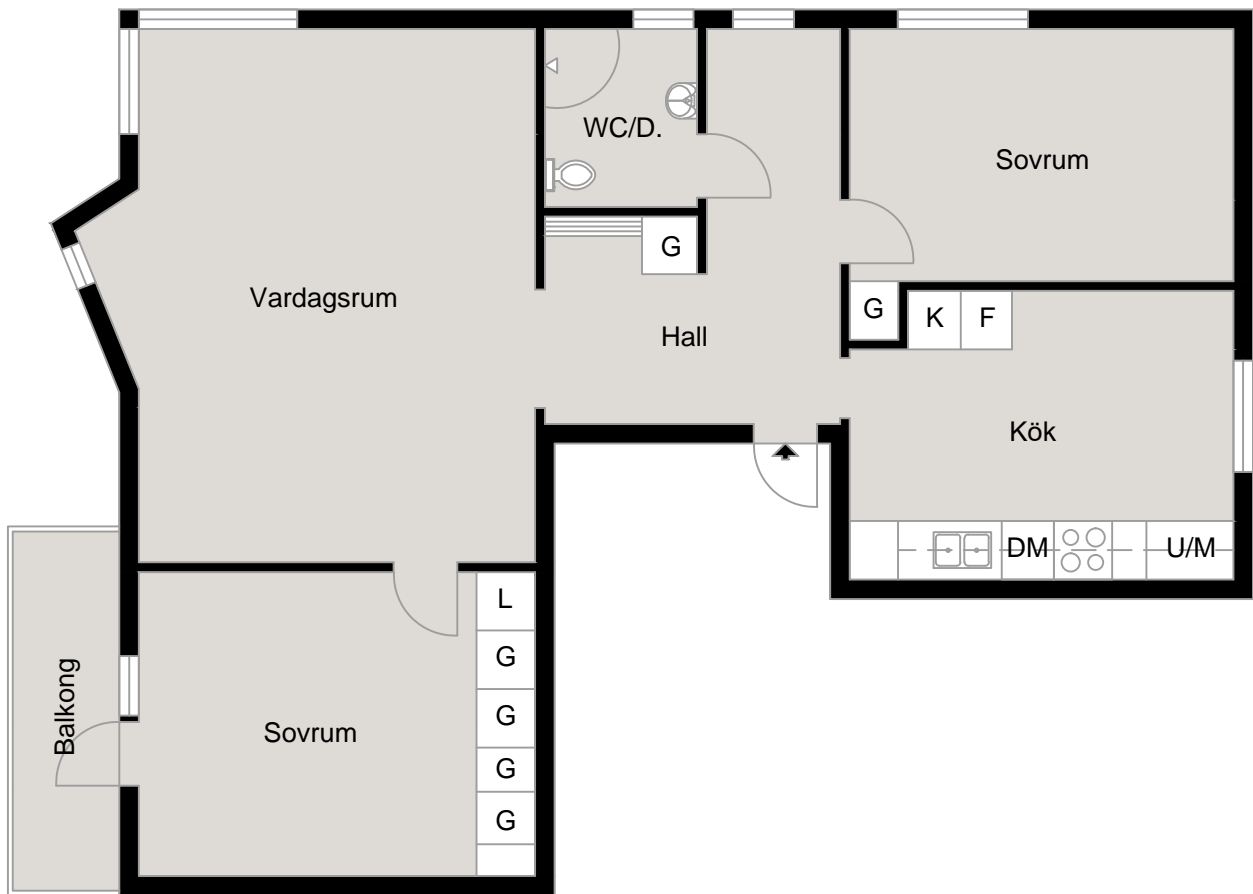 WC/D.
Sovrum
G
Vardagsrum
Hall
G
K
F
Kök
DM
U/M
L
G
G
G
G
Sovrum
Balkong